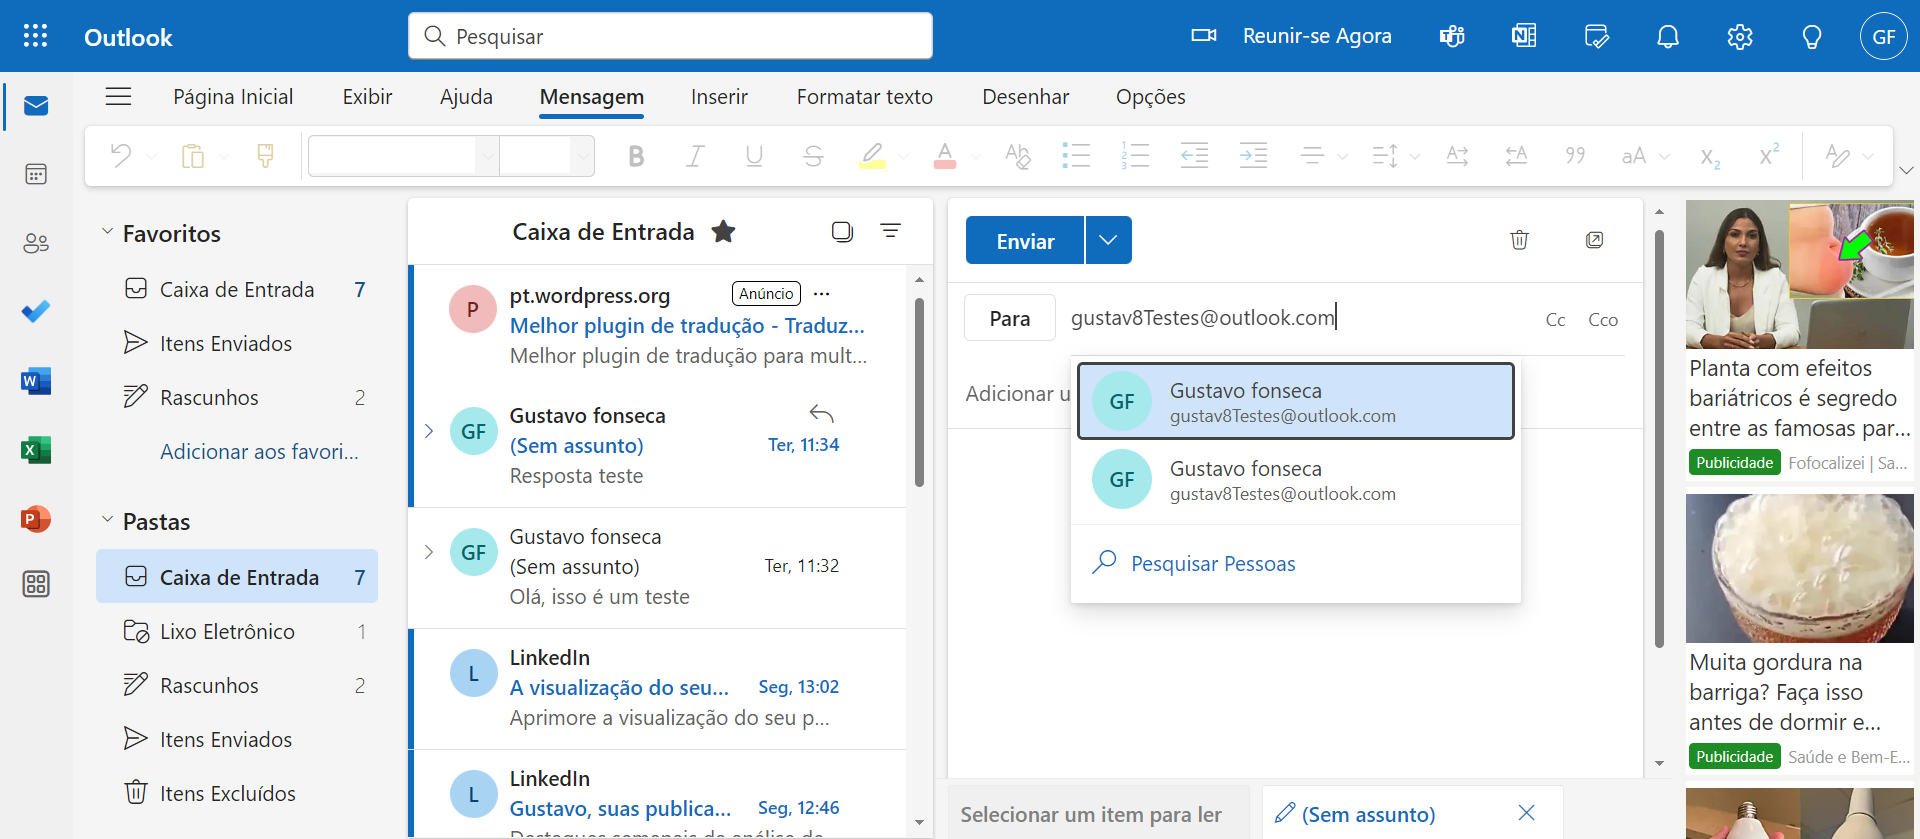 Outlook
Pesquisar
Reunir-se Agora
GF
Página Inicial
Exibir
Ajuda
Mensagem
Inserir
Formatar texto
Desenhar
Opções
Favoritos
Caixa de Entrada 7
Itens Enviados
Rascunhos 2
Adicionar aos favori...
Pastas
Caixa de Entrada 7
Lixo Eletrônico 1
Rascunhos 2
Itens Enviados
Itens Excluídos
Caixa de Entrada
P
pt.wordpress.org
Anúncio
Melhor plugin de tradução - Traduz...
Melhor plugin de tradução para mult...
GF
Gustavo fonseca
(Sem assunto) Ter, 11:34
Resposta teste
GF
Gustavo fonseca
(Sem assunto) Ter, 11:32
Olá, isso é um teste
L
LinkedIn
A visualização do seu... Seg, 13:02
Aprimore a visualização do seu p...
L
LinkedIn
Gustavo, suas publica... Seg, 12:46
Enviar
Para
gustav8Testes@outlook.com
Cc Cco
Adicionar u
GF
Gustavo fonseca
gustav8Testes@outlook.com
GF
Gustavo fonseca
gustav8Testes@outlook.com
Pesquisar Pessoas
Selecionar um item para ler
(Sem assunto)
Planta com efeitos
bariátricos é segredo
entre as famosas par...
Publicidade Fofocalizei | Sa...
Muita gordura na
barriga? Faça isso
antes de dormir e...
Publicidade Saúde e Bem-E...